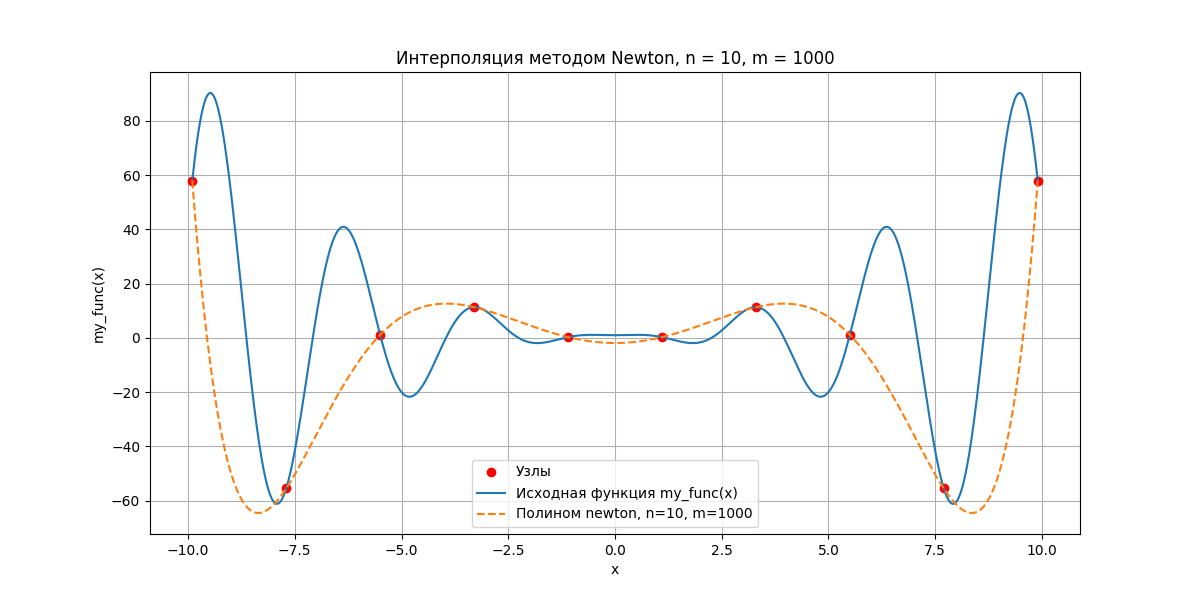 Интерполяция методом Newton, n = 10, m = 1000
my_func(x)
80
60
40
20
0
−20
−40
−60
Узлы
Исходная функция my_func(x)
Полином newton, n=10, m=1000
−10.0 −7.5 −5.0 −2.5 0.0 2.5 5.0 7.5 10.0
x